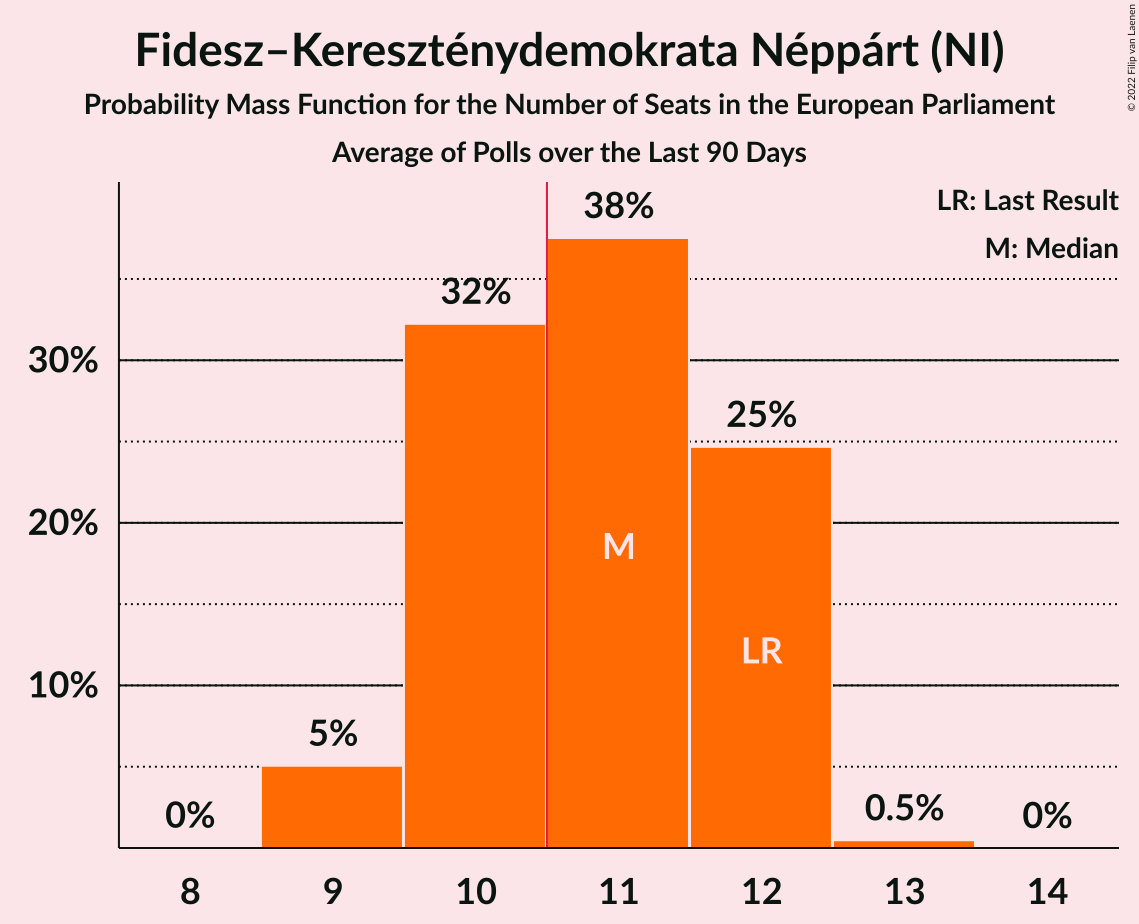 Fidesz–Kereszténydemokrata Néppárt (NI)
Probability Mass Function for the Number of Seats in the European Parliament
Average of Polls over the Last 90 Days
© 2022 Filip van Laenen
LR: Last Result
M: Median
38%
32%
30%
25%
20%
M
LR
10%
5%
0%
0.5%
0%
8 9 10 11 12 13 14